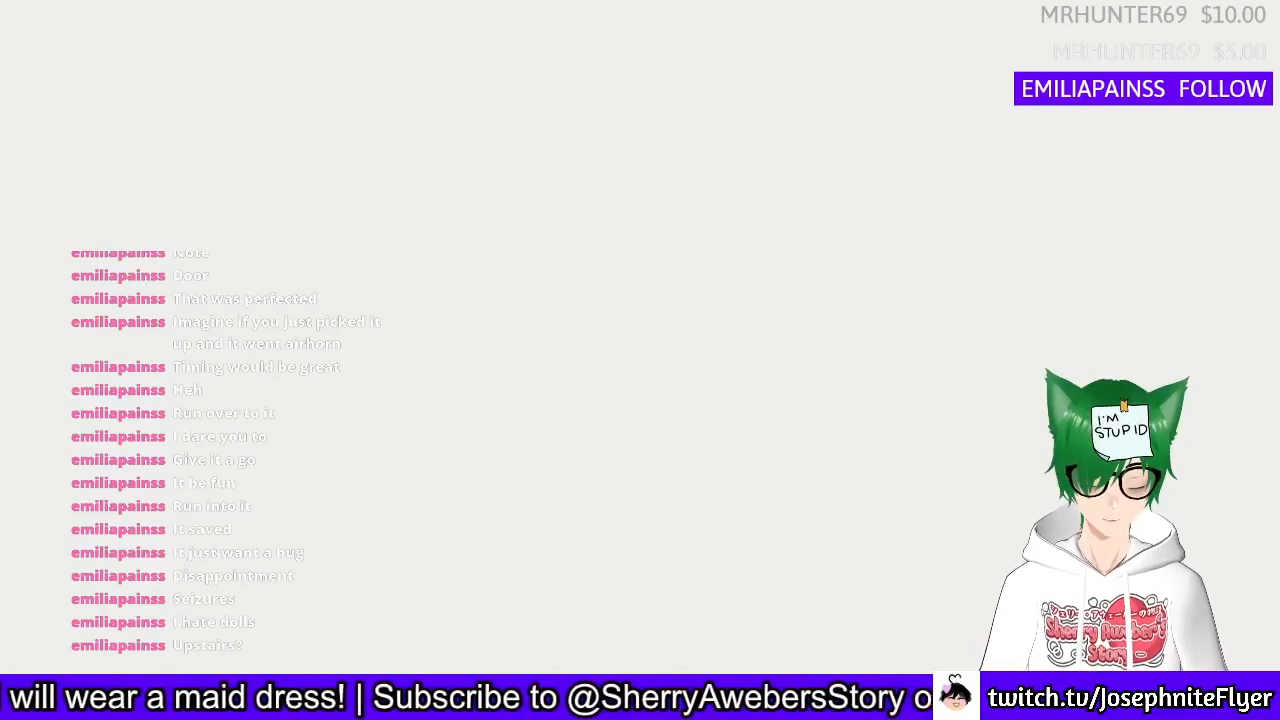 MRHUNTER69 $10.00
MRHUNTER69 $5.00
EMILIAPAINSS FOLLOW
emiliapainss Note
emiliapainss Door
emiliapainss That was perfected
emiliapainss Imagine if you just picked it
up and it went airhorn
emiliapainss Timing would be great
emiliapainss Heh
emiliapainss Run over to it
emiliapainss I dare you to
emiliapainss Give it a go
emiliapainss It be fun
emiliapainss Run into it
emiliapainss It saved
emiliapainss It just want a hug
emiliapainss Disappointment
emiliapainss Seizures
emiliapainss I hate dolls
emiliapainss Upstairs?
I'M
STUPID
Sherry Aweber's
Story
will wear a maid dress! | Subscribe to @SherryAwebersStory o
twitch.tv/JosephniteFlyer